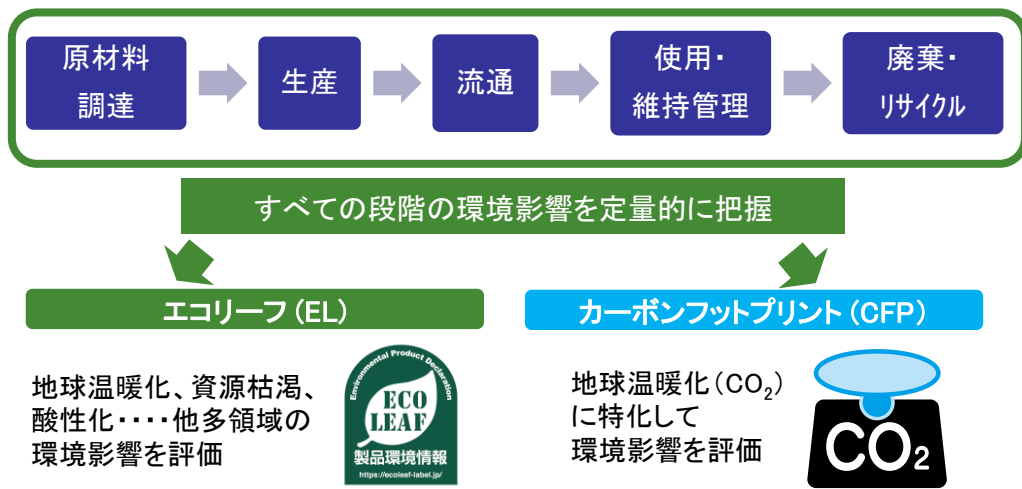 原材料
調達
生産
流通
使用・
維持管理
廃棄・
ﾘｻｲｸﾙ
すべての段階の環境影響を定量的に把握
エコリーフ(EL)
カーボンフットプリント(CFP)
地球温暖化、資源枯渇、
酸性化・・・・他多領域の
環境影響を評価
Environmental Product Declaration
ECO
LEAF
製品環境情報
https://ecoleaf-label.jp/
地球温暖化(CO₂)
に特化して
環境影響を評価
CO₂